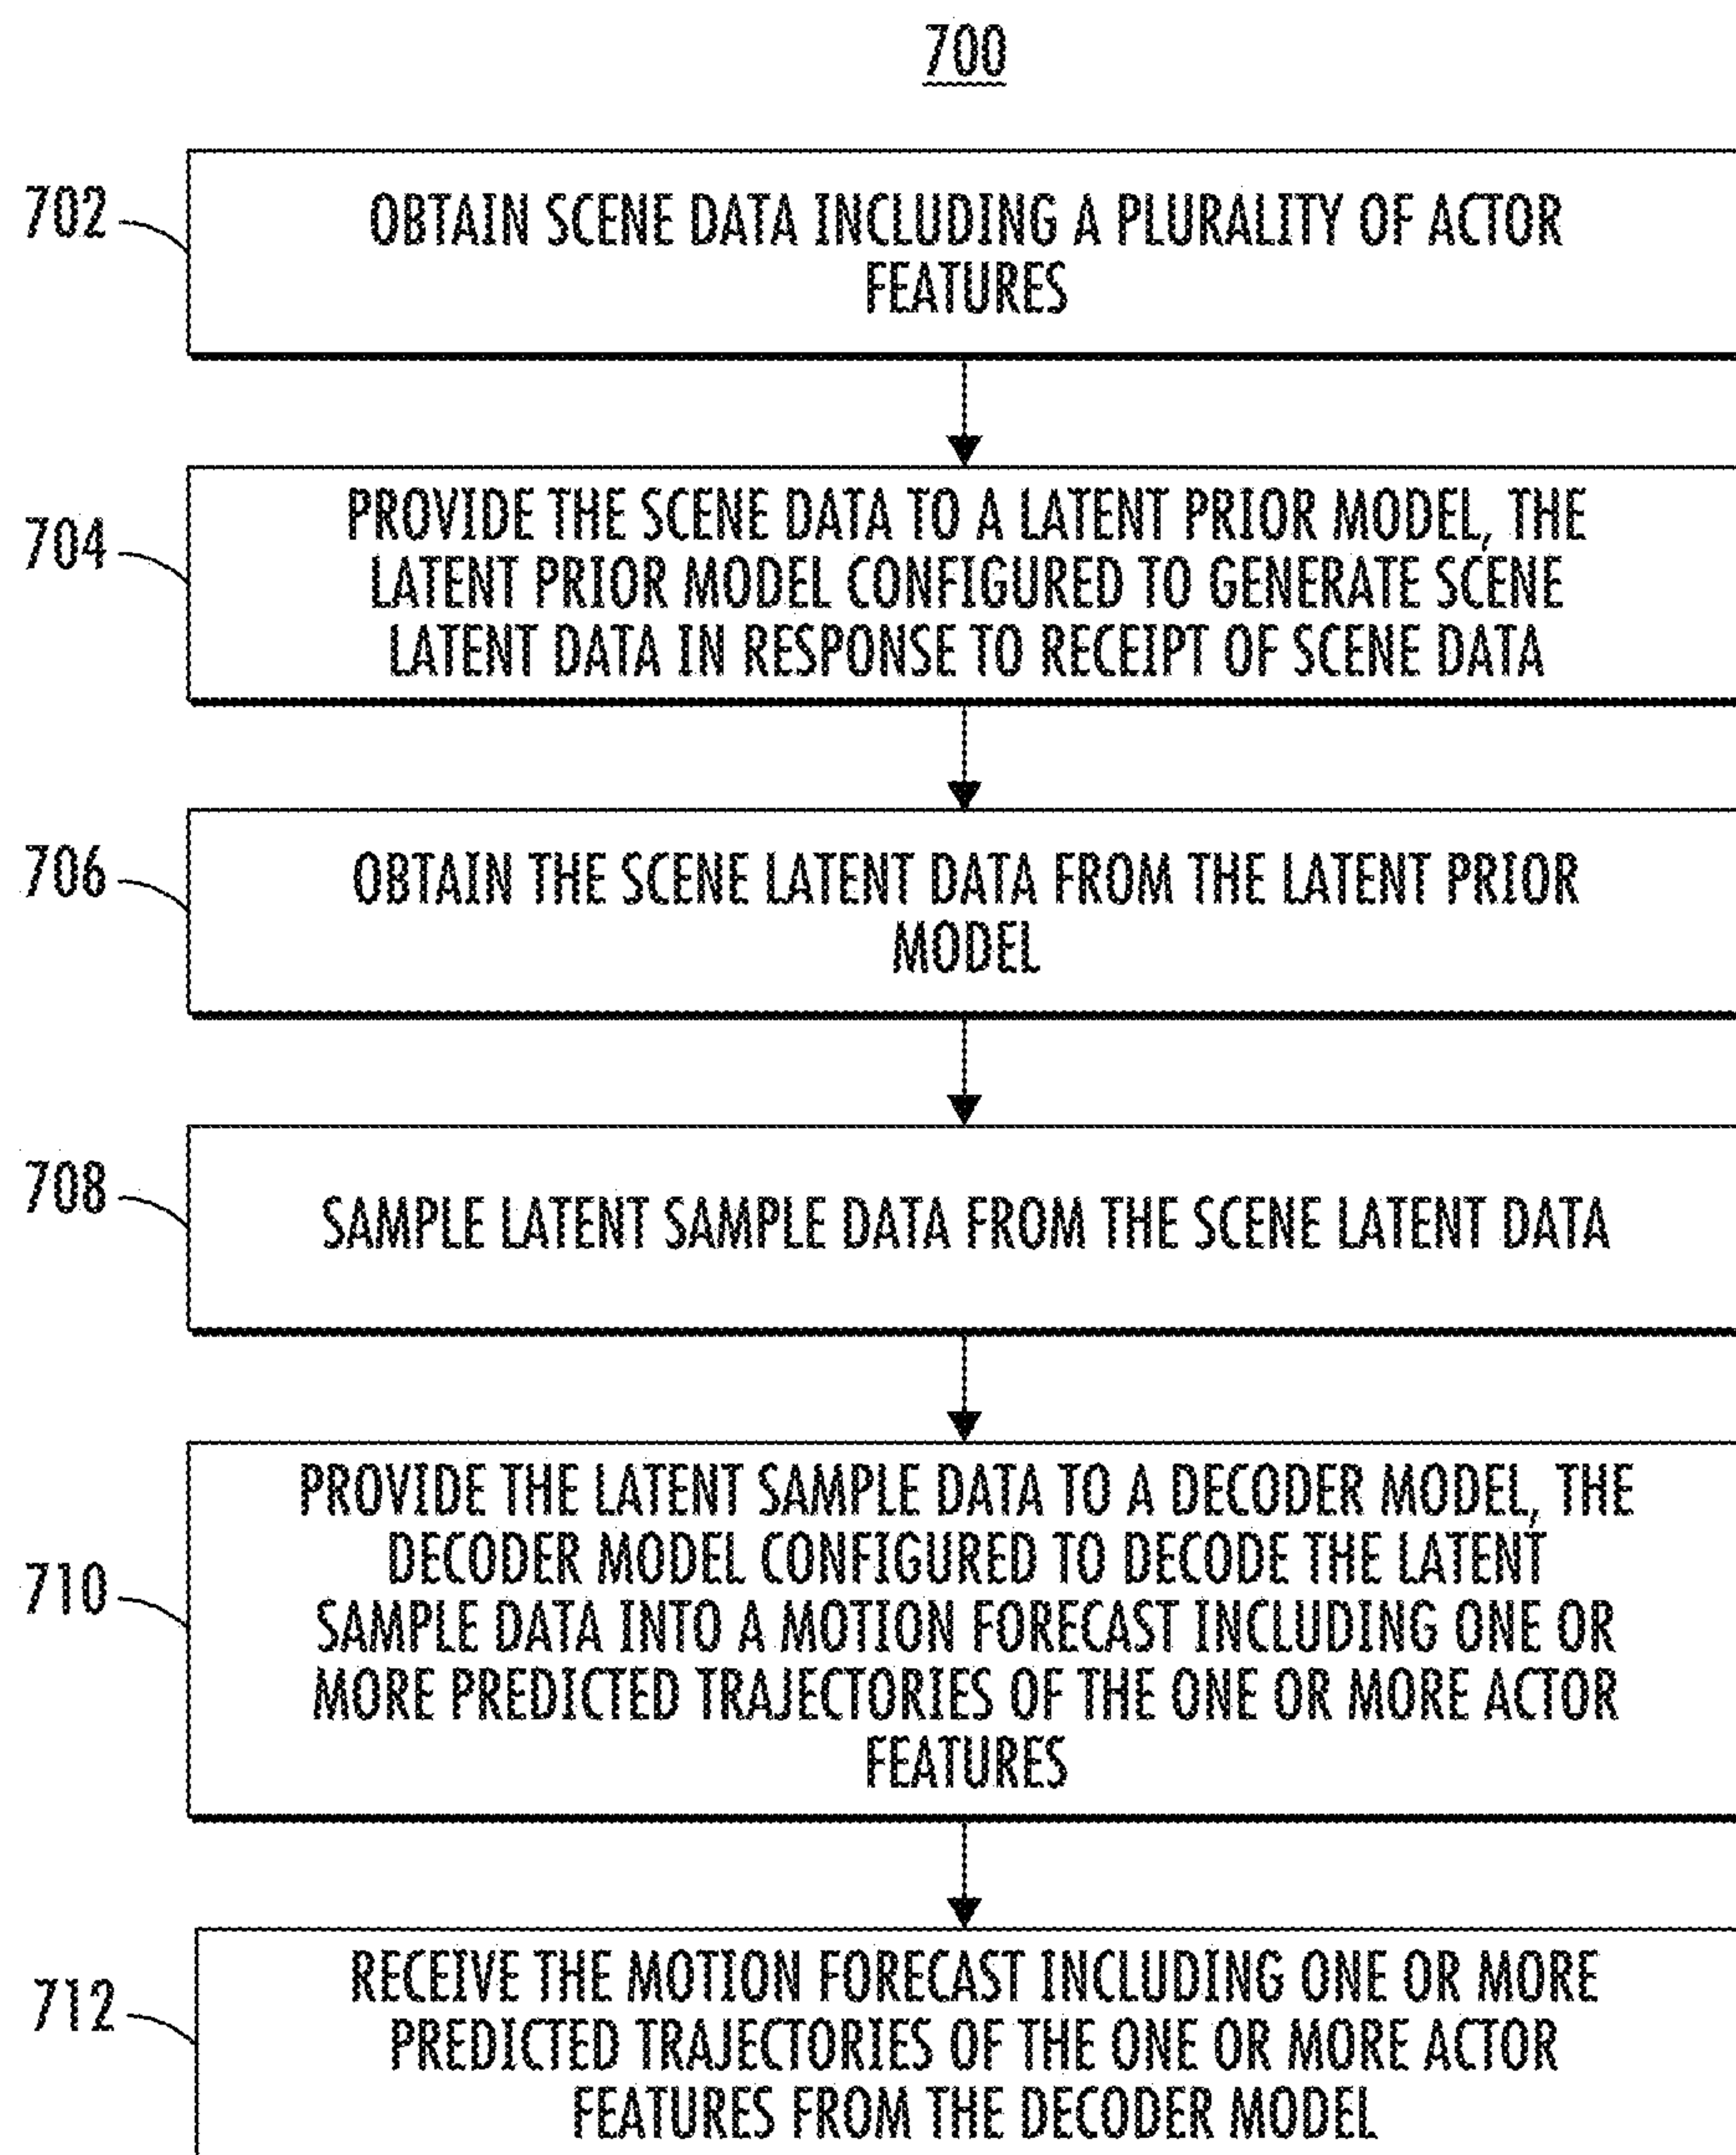 700
702
OBTAIN SCENE DATA INCLUDING A PLURALITY OF ACTOR
FEATURES
704
PROVIDE THE SCENE DATA TO A LATENT PRIOR MODEL, THE
LATENT PRIOR MODEL CONFIGURED TO GENERATE SCENE
LATENT DATA IN RESPONSE TO RECEIPT OF SCENE DATA
706
OBTAIN THE SCENE LATENT DATA FROM THE LATENT PRIOR
MODEL
708
SAMPLE LATENT SAMPLE DATA FROM THE SCENE LATENT DATA
710
PROVIDE THE LATENT SAMPLE DATA TO A DECODER MODEL, THE
DECODER MODEL CONFIGURED TO DECODE THE LATENT
SAMPLE DATA INTO A MOTION FORECAST INCLUDING ONE OR
MORE PREDICTED TRAJECTORIES OF THE ONE OR MORE ACTOR
FEATURES
712
RECEIVE THE MOTION FORECAST INCLUDING ONE OR MORE
PREDICTED TRAJECTORIES OF THE ONE OR MORE ACTOR
FEATURES FROM THE DECODER MODEL